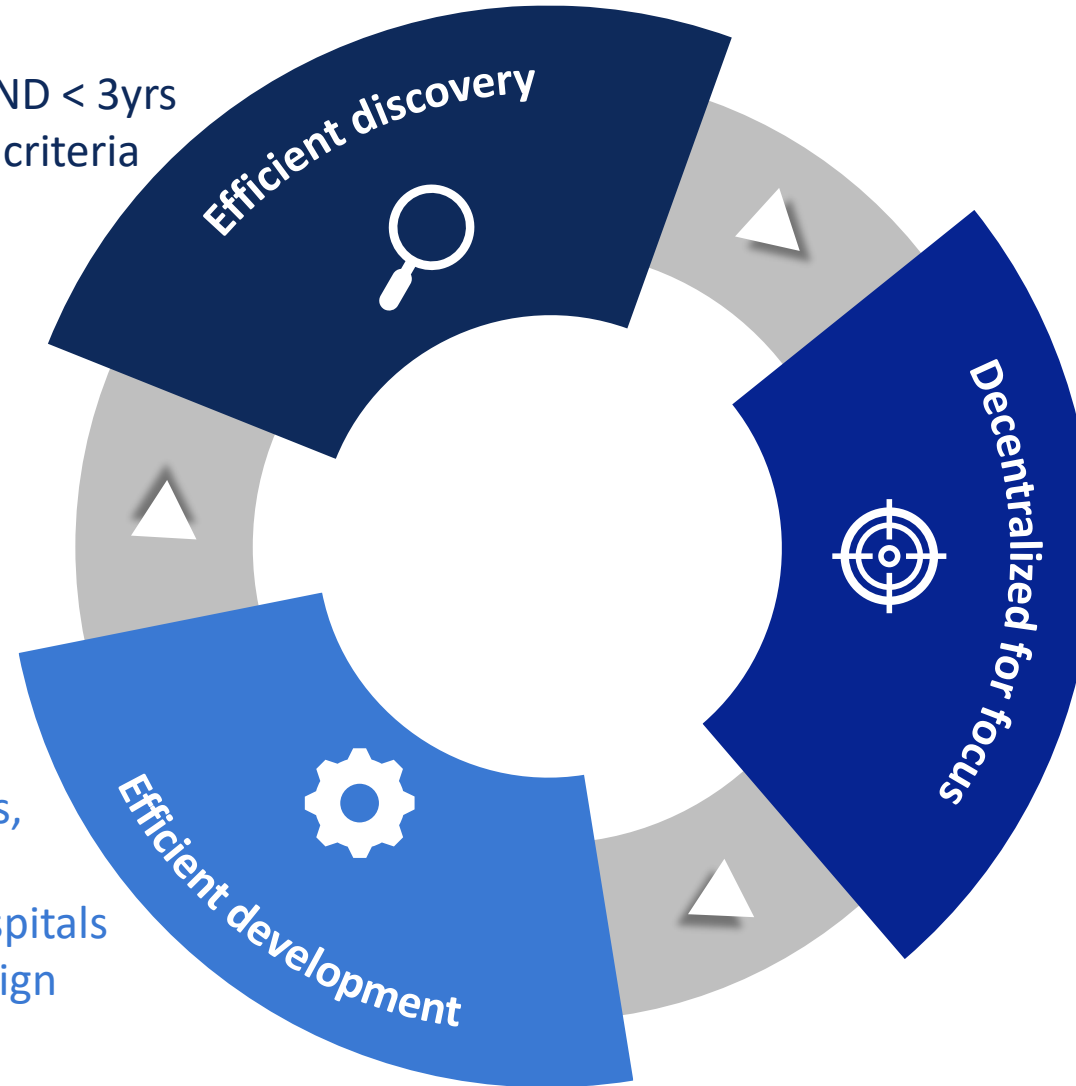 Efficient discovery
ND < 3yrs
criteria
Decentralized for focus
Efficient development
s,
spitals
ign